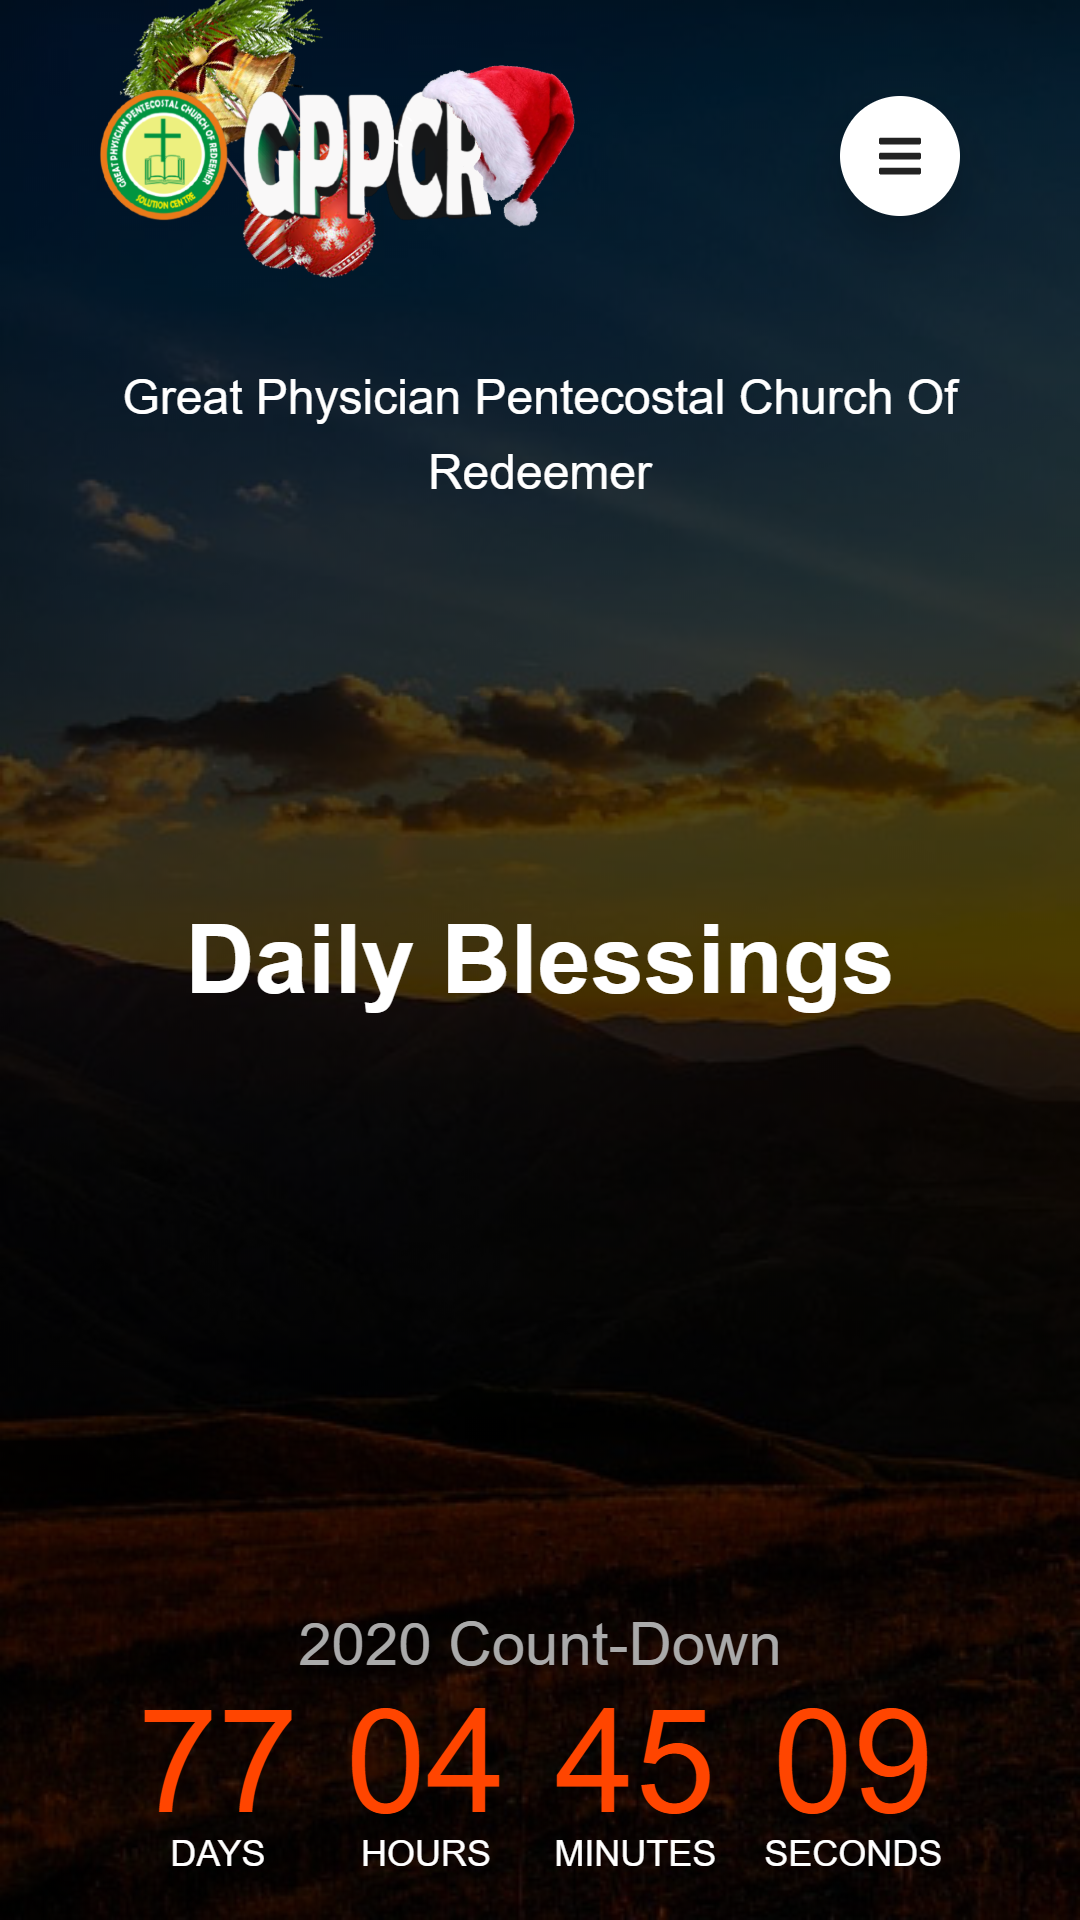 GREAT PHYSICIAN PENTECOSTAL CHURCH OF REDEEMER
SOLUTION CENTRE
GPPCR
Great Physician Pentecostal Church Of
Redeemer
Daily Blessings
2020 Count-Down
77 04 45 09
DAYS HOURS MINUTES SECONDS